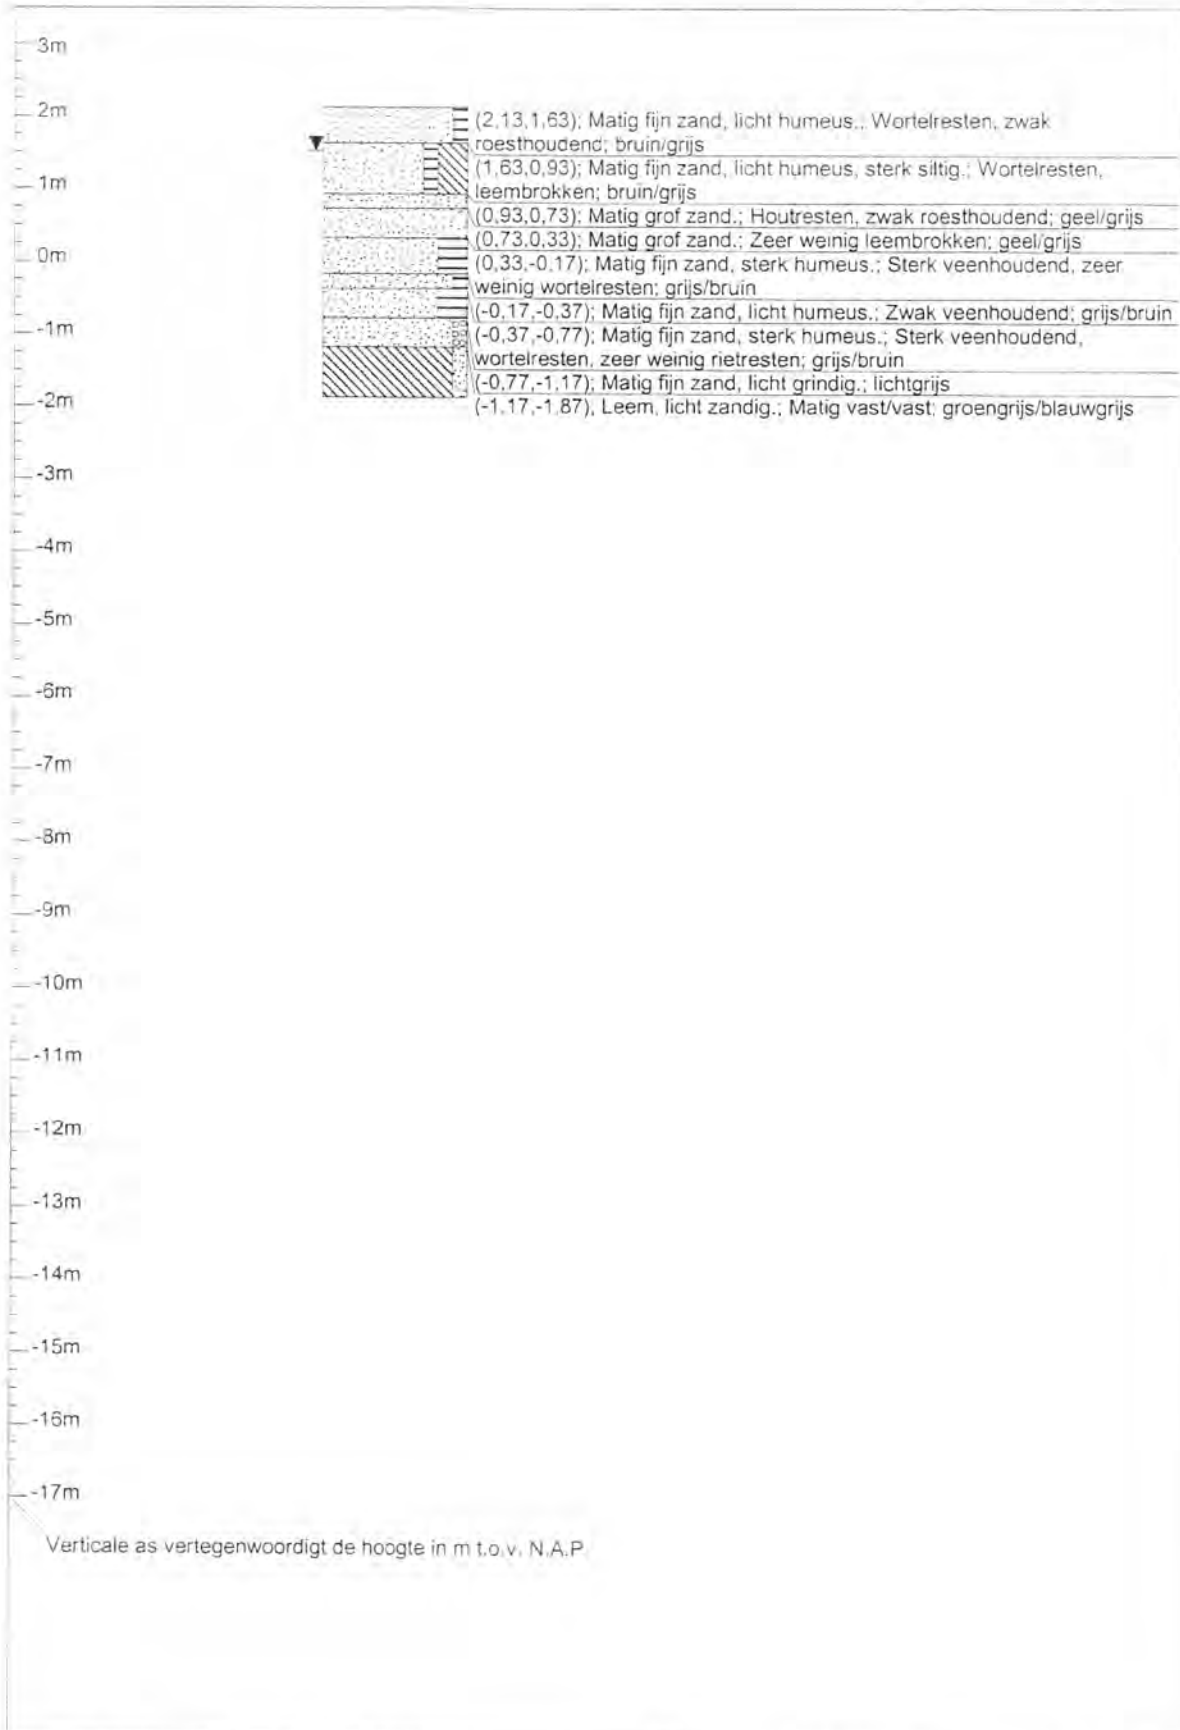 3m
2m
(2,13,1,63); Matig fijn zand, licht humeus.; Wortelresten, zwak
roesthoudend; bruin/grijs
(1,63,0,93); Matig fijn zand, licht humeus, sterk siltig.; Wortelresten,
leembrokken; bruin/grijs
1m
(0,93,0,73); Matig grof zand.; Houtresten, zwak roesthoudend; geel/grijs
(0,73,0,33); Matig grof zand.; Zeer weinig leembrokken; geel/grijs
0m
(0,33,-0,17); Matig fijn zand, sterk humeus.; Sterk veenhoudend, zeer
weinig wortelresten; grijs/bruin
(-0,17,-0,37); Matig fijn zand, licht humeus.; Zwak veenhoudend; grijs/bruin
-1m
(-0,37,-0,77); Matig fijn zand, sterk humeus.; Sterk veenhoudend,
wortelresten, zeer weinig rietresten; grijs/bruin
(-0,77,-1,17); Matig fijn zand, licht grindig.; lichtgrijs
-2m
(-1,17,-1,87); Leem, licht zandig.; Matig vast/vast; groengrijs/blauwgrijs
-3m
-4m
-5m
-6m
-7m
-8m
-9m
-10m
-11m
-12m
-13m
-14m
-15m
-16m
-17m
Verticale as vertegenwoordigt de hoogte in m t.o.v. N.A.P.